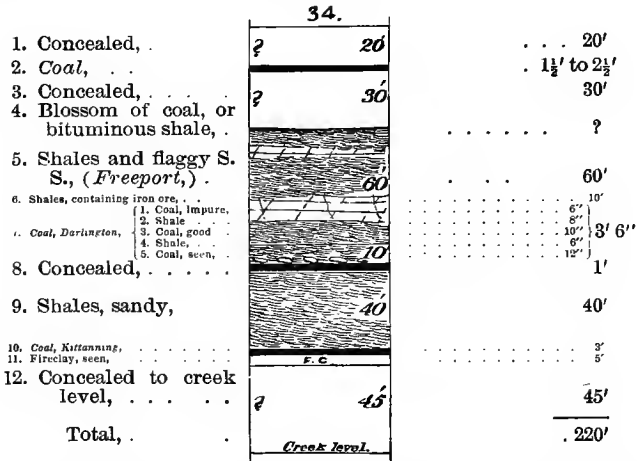 34.
1. Concealed, . ? 20' . . . 20'
2. Coal, . . . 1½' to 2½'
3. Concealed, . . . . ? 30' 30'
4. Blossom of coal, or
bituminous shale, . . . . . . . ?
5. Shales and flaggy S.
S., (Freeport,) . 60' . . . 60'
6. Shales, containing iron ore, . . 10'
1. Coal, Impure, . . . . . . . 6''
2. Shale . . . . . . . . . 8''
Coal, Darlington, 3. Coal, good . . . . . . . 10'' 3' 6''
4. Shale, . . . . . . . . . 6''
5. Coal, seen, . . . . . . . 12''
10'
8. Concealed, . . . . . 1'
9. Shales, sandy, 40' 40'
10. Coal, Kittanning, . . . . . . . 3'
11. Fireclay, seen, . . . . . . . F. C . . . . . . . 5'
12. Concealed to creek
level, . . . . . ? 45' 45'
Total, . . . 220'
Creek level.